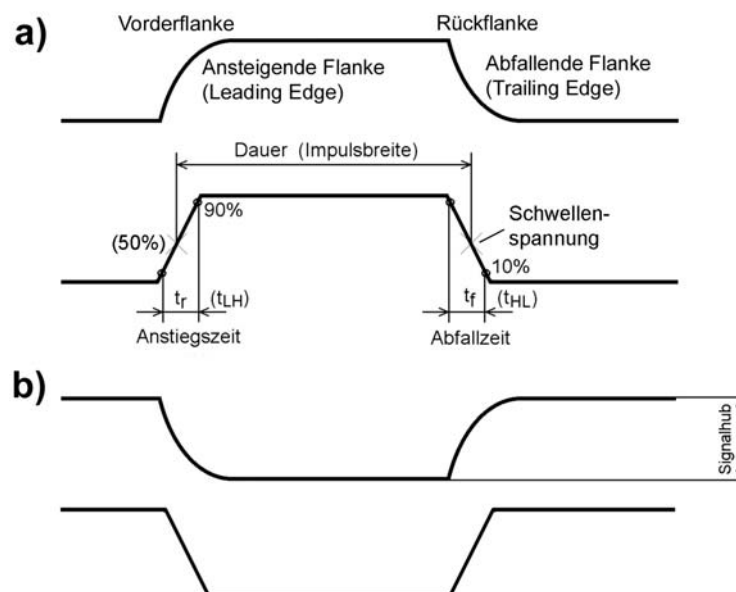 a)
Vorderflanke
Rückflanke
Ansteigende Flanke
(Leading Edge)
Abfallende Flanke
(Trailing Edge)
Dauer (Impulsbreite)
90%
(50%)
Schwellen-
spannung
10%
tr (tLH)
tf (tHL)
Anstiegszeit
Abfallzeit
b)
Signalhub